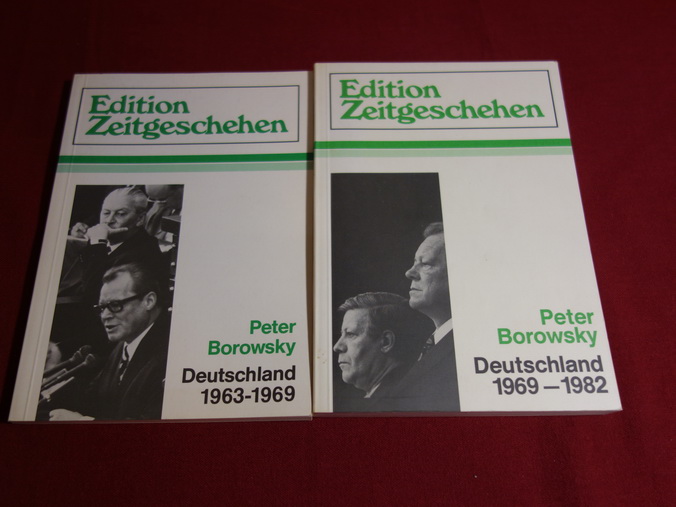 Edition
Zeitgeschehen
Peter
Borowsky
Deutschland
1963-1969
Edition
Zeitgeschehen
Peter
Borowsky
Deutschland
1969—1982